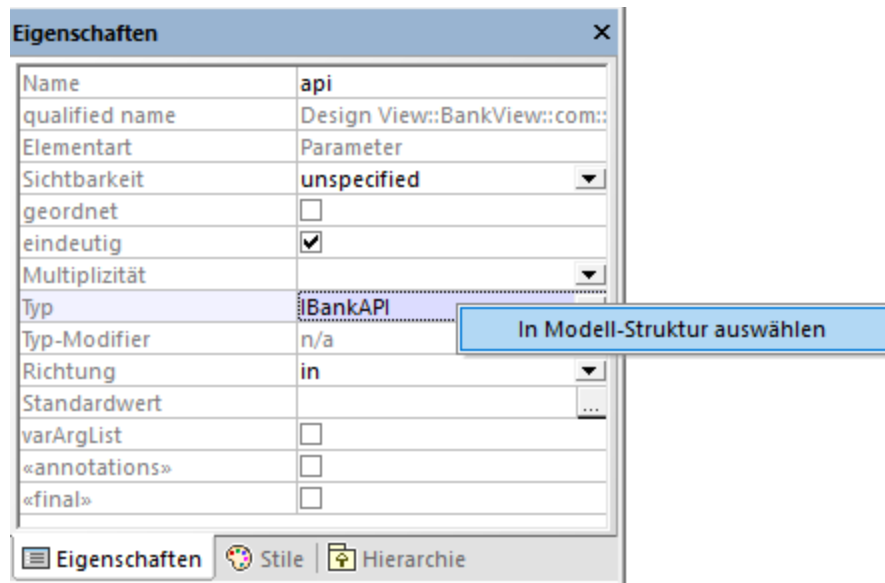 Eigenschaften
Name api
qualified name Design View::BankView::com::
Elementart Parameter
Sichtbarkeit unspecified
geordnet
eindeutig
Multiplizität
Typ IBankAPI
In Modell-Struktur auswählen
Typ-Modifier n/a
Richtung in
Standardwert ...
varArgList
«annotations»
«final»
Eigenschaften Stile Hierarchie